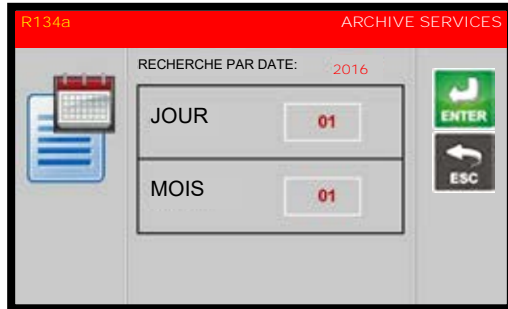 R134a ARCHIVE SERVICES
RECHERCHE PAR DATE: 2016
JOUR 01
ENTER
MOIS 01
ESC